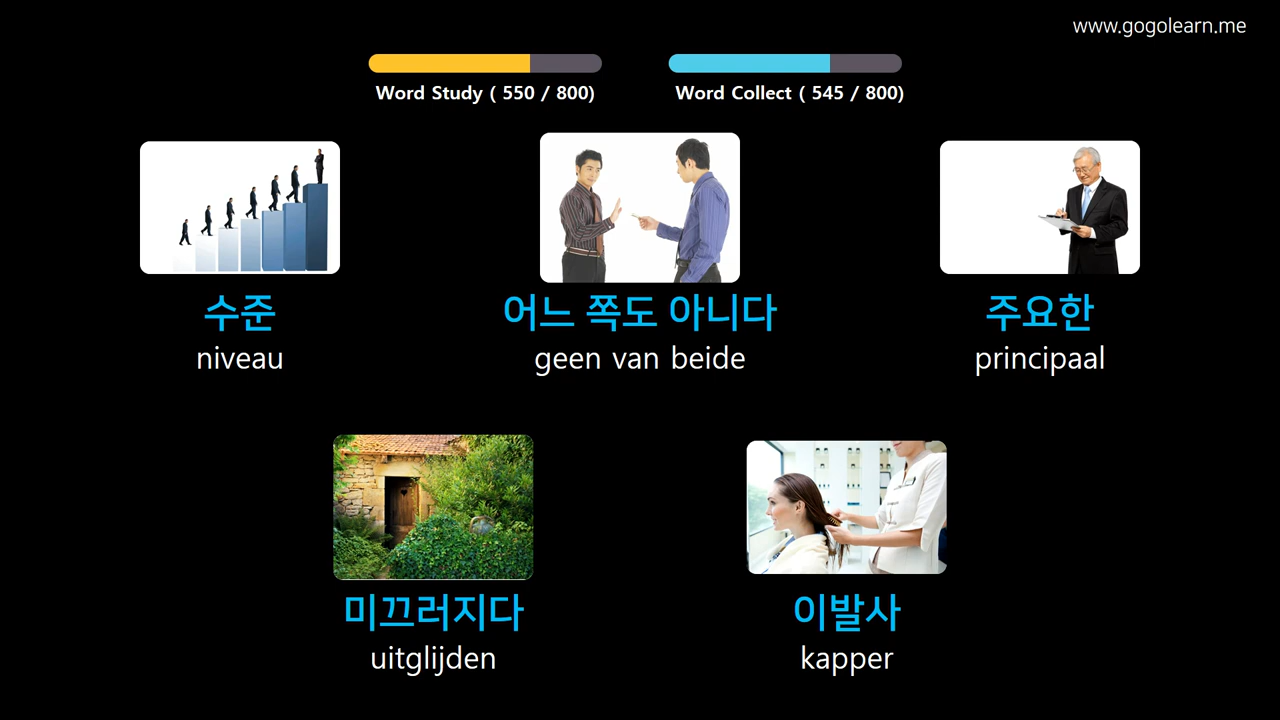 www.gogolearn.me
Word Study ( 550 / 800)
Word Collect ( 545 / 800)
수준
niveau
어느 쪽도 아니다
geen van beide
주요한
principaal
미끄러지다
uitglijden
이발사
kapper